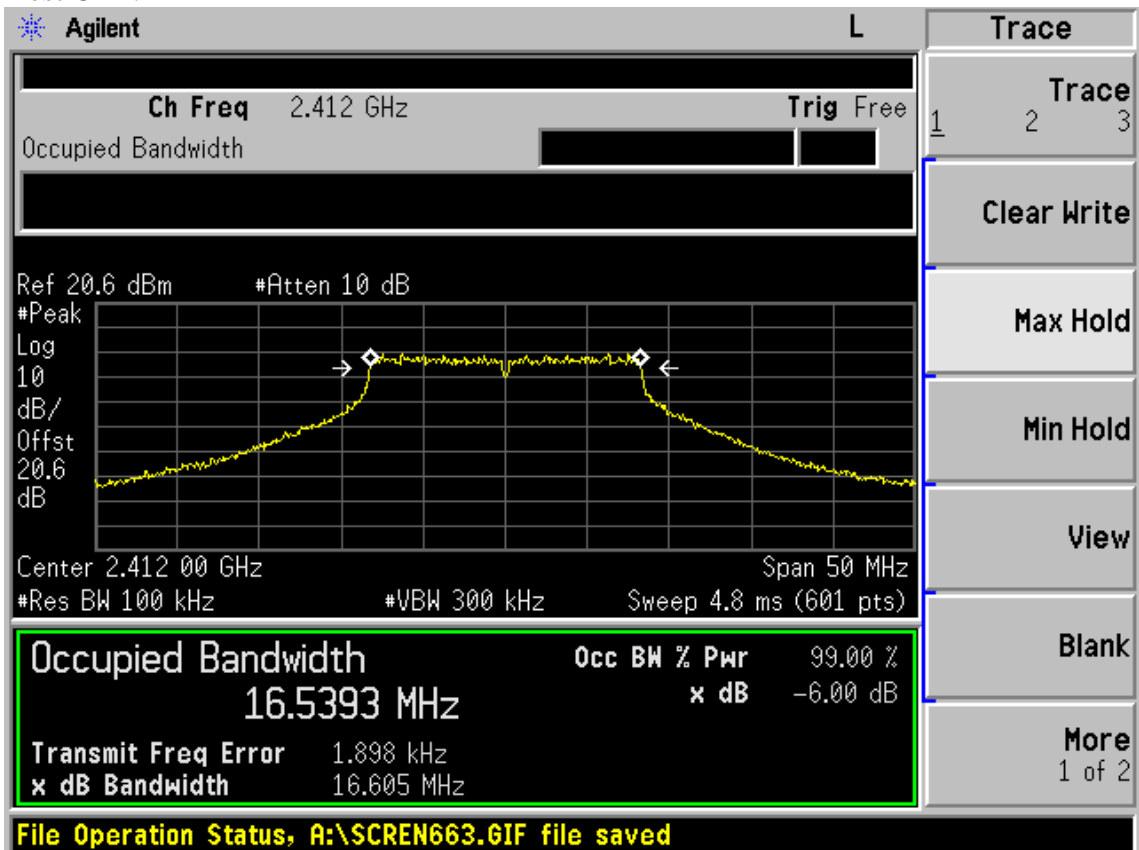 Agilent L Trace
Ch Freq 2.412 GHz Trig Free
Occupied Bandwidth
Trace
1 2 3
Clear Write
Max Hold
Min Hold
View
Blank
More
1 of 2
Ref 20.6 dBm #Atten 10 dB
#Peak
Log
10
dB/
Offst
20.6
dB
Center 2.412 00 GHz Span 50 MHz
#Res BW 100 kHz #VBW 300 kHz Sweep 4.8 ms (601 pts)
Occupied Bandwidth Occ BW % Pwr 99.00 %
16.5393 MHz x dB -6.00 dB
Transmit Freq Error 1.898 kHz
x dB Bandwidth 16.605 MHz
File Operation Status, A:\SCREN663.GIF file saved